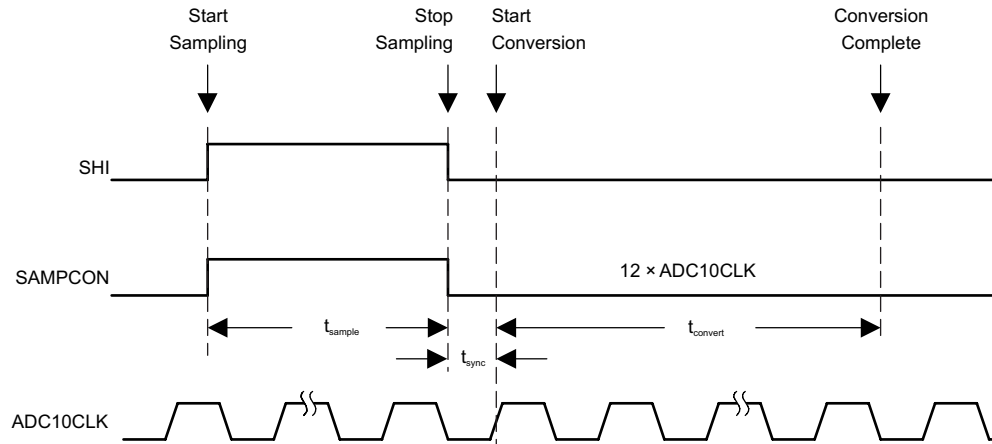 Start
Sampling
Stop
Sampling
Start
Conversion
Conversion
Complete
SHI
SAMPCON
12 × ADC10CLK
tsample
tconvert
tsync
ADC10CLK